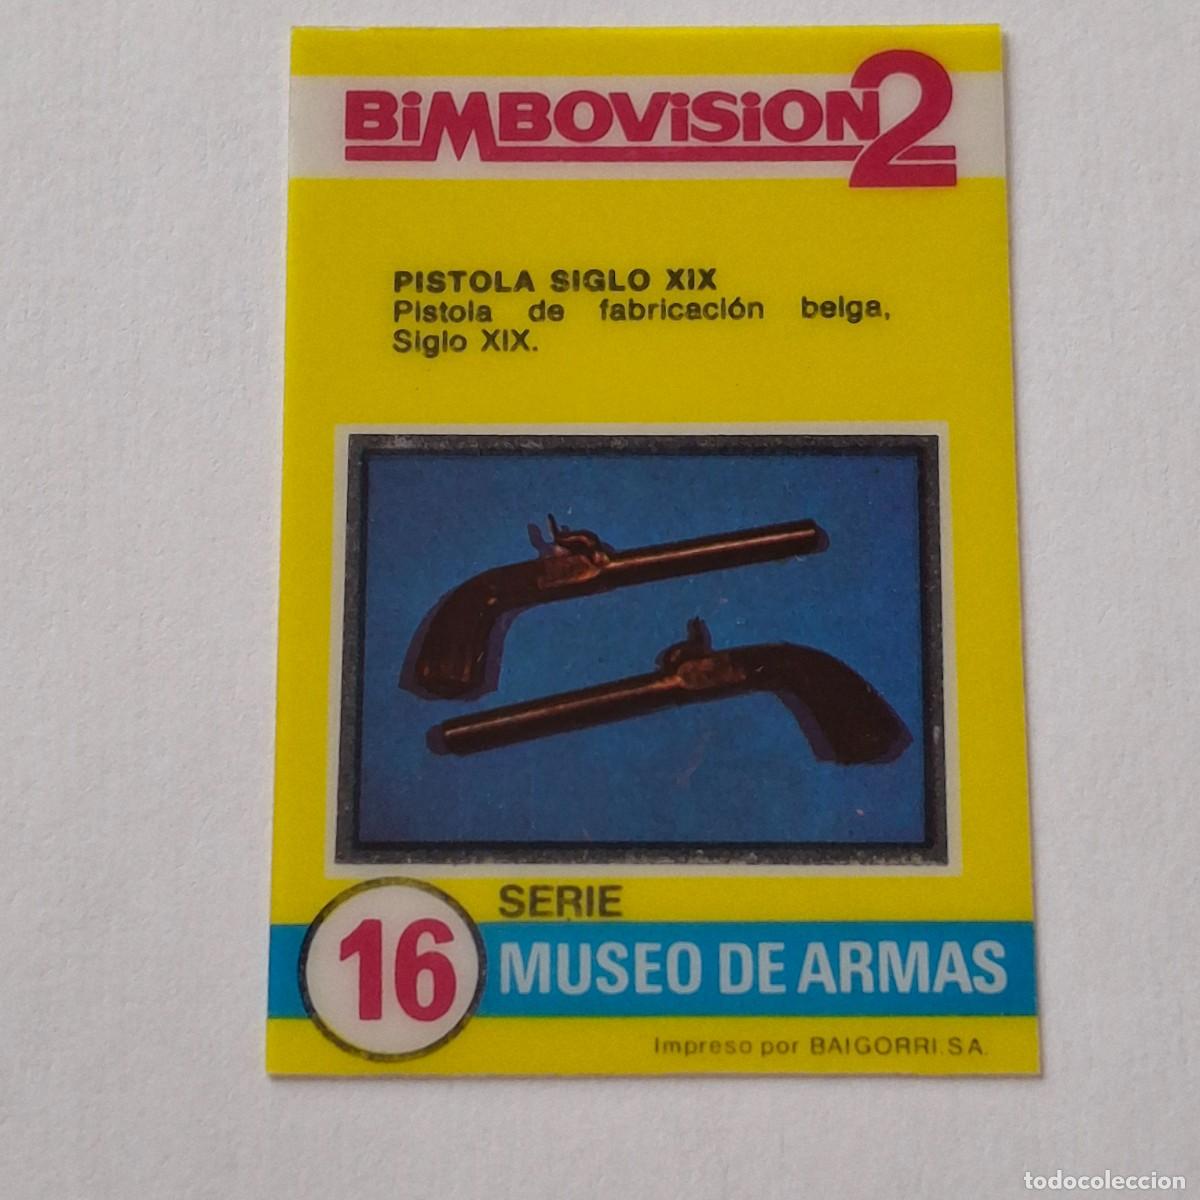 BiMBOViSiON2
PISTOLA SIGLO XIX
Pistola de fabricación belga,
Siglo XIX.
SERIE
16 MUSEO DE ARMAS
Impreso por BAIGORRI.S.A.
todocoleccion